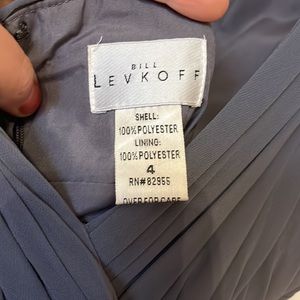 BILL
LEVKOFF
SHELL:
100%POLYESTER
LINING:
100%POLYESTER
4
RN#82955
OVER FOR CARE